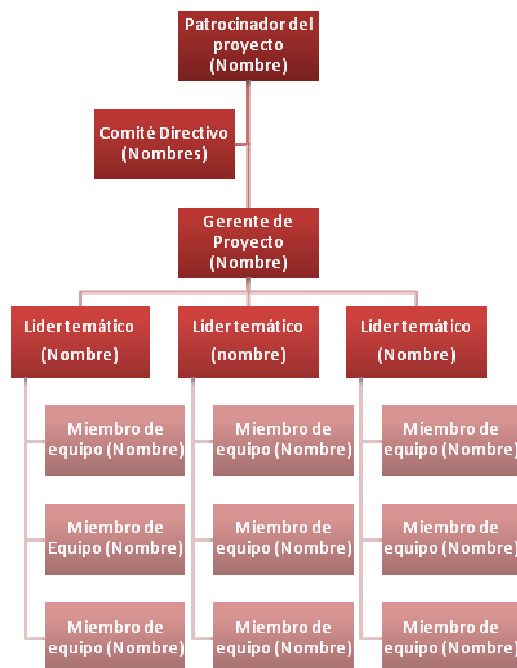 Patrocinador del
proyecto
(Nombre)
Comité Directivo
(Nombres)
Gerente de
Proyecto
(Nombre)
Lider temático
(Nombre)
Lider temático
(nombre)
Lider temático
(Nombre)
Miembro de
equipo (Nombre)
Miembro de
equipo (Nombre)
Miembro de
equipo (Nombre)
Miembro de
Equipo (Nombre)
Miembro de
equipo (Nombre)
Miembro de
equipo (Nombre)
Miembro de
equipo (Nombre)
Miembro de
equipo (Nombre)
Miembro de
equipo (Nombre)